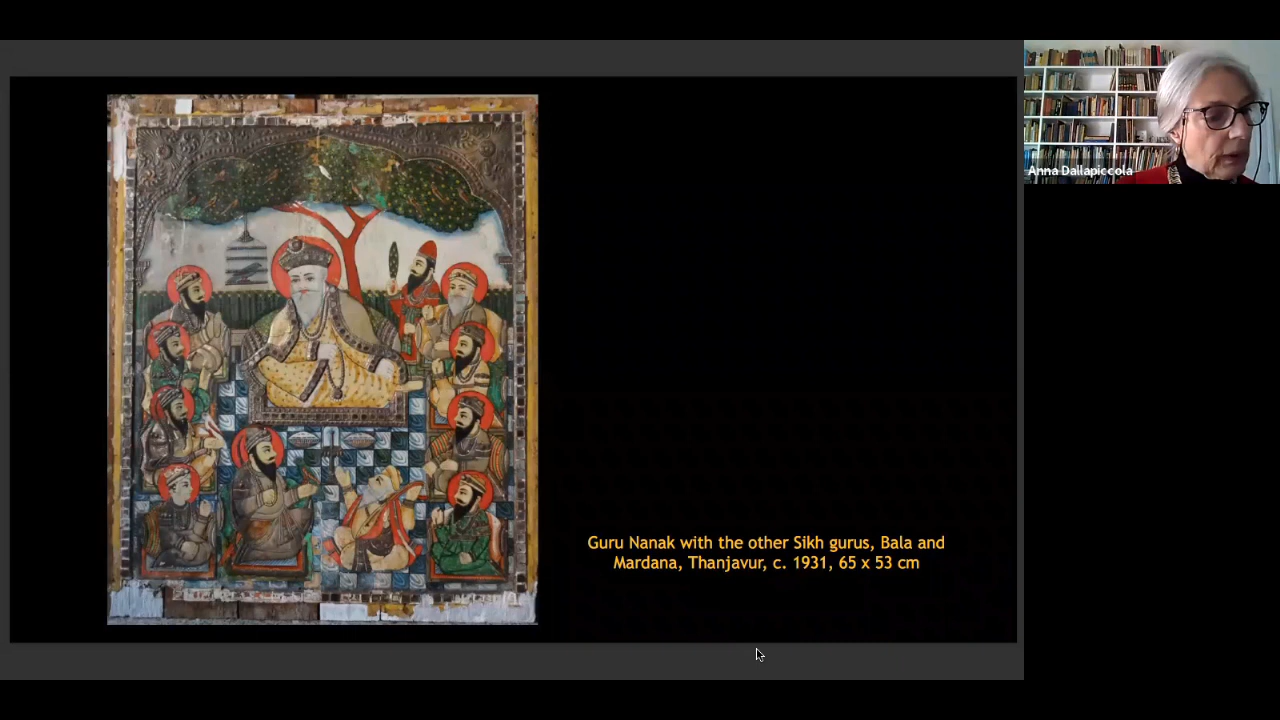 Anna Dallapiccola
Guru Nanak with the other Sikh gurus, Bala and
Mardana, Thanjavur, c. 1931, 65 x 53 cm